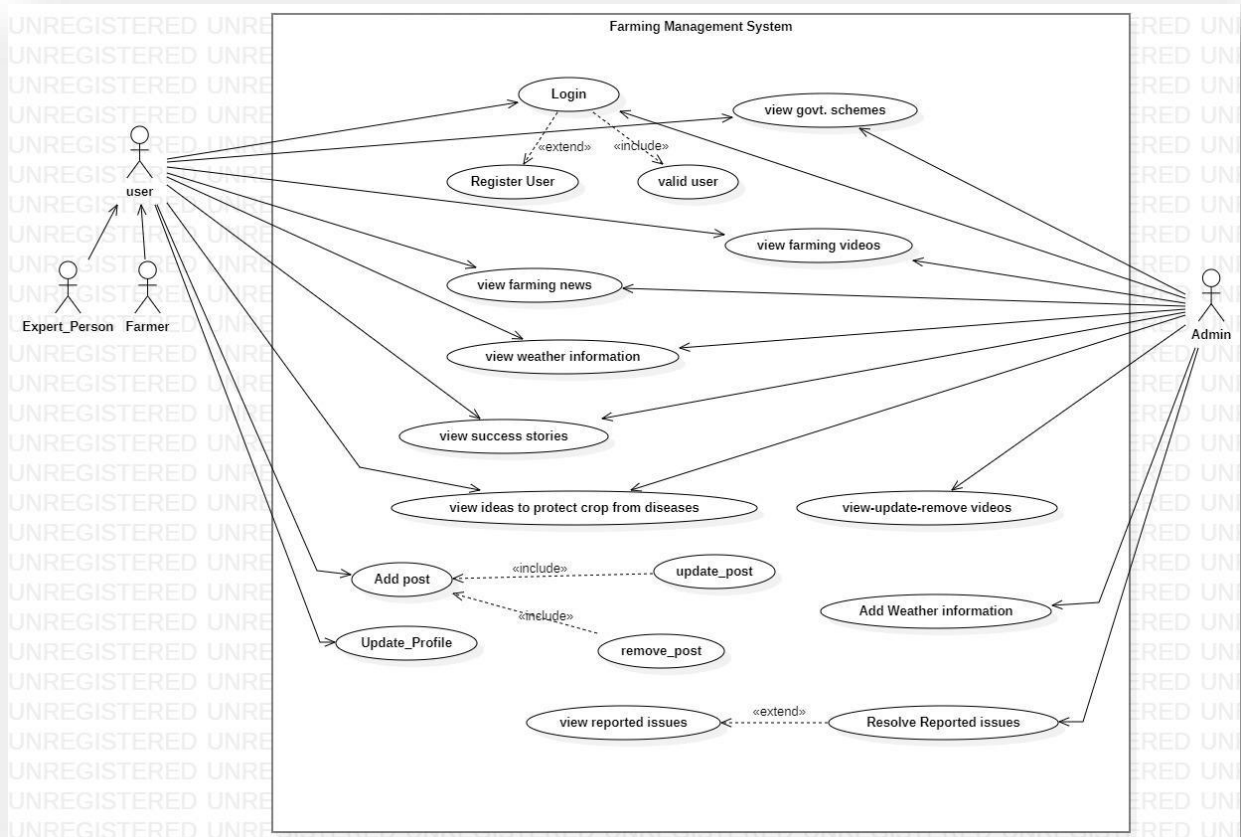 Farming Management System
Login
view govt. schemes
«extend»
«include»
Register User
valid user
user
view farming videos
view farming news
Expert_Person
Farmer
Admin
view weather information
view success stories
view ideas to protect crop from diseases
view-update-remove videos
Add post
«include»
update_post
«include»
Add Weather information
Update_Profile
remove_post
view reported issues
«extend»
Resolve Reported issues
UNREGISTERED